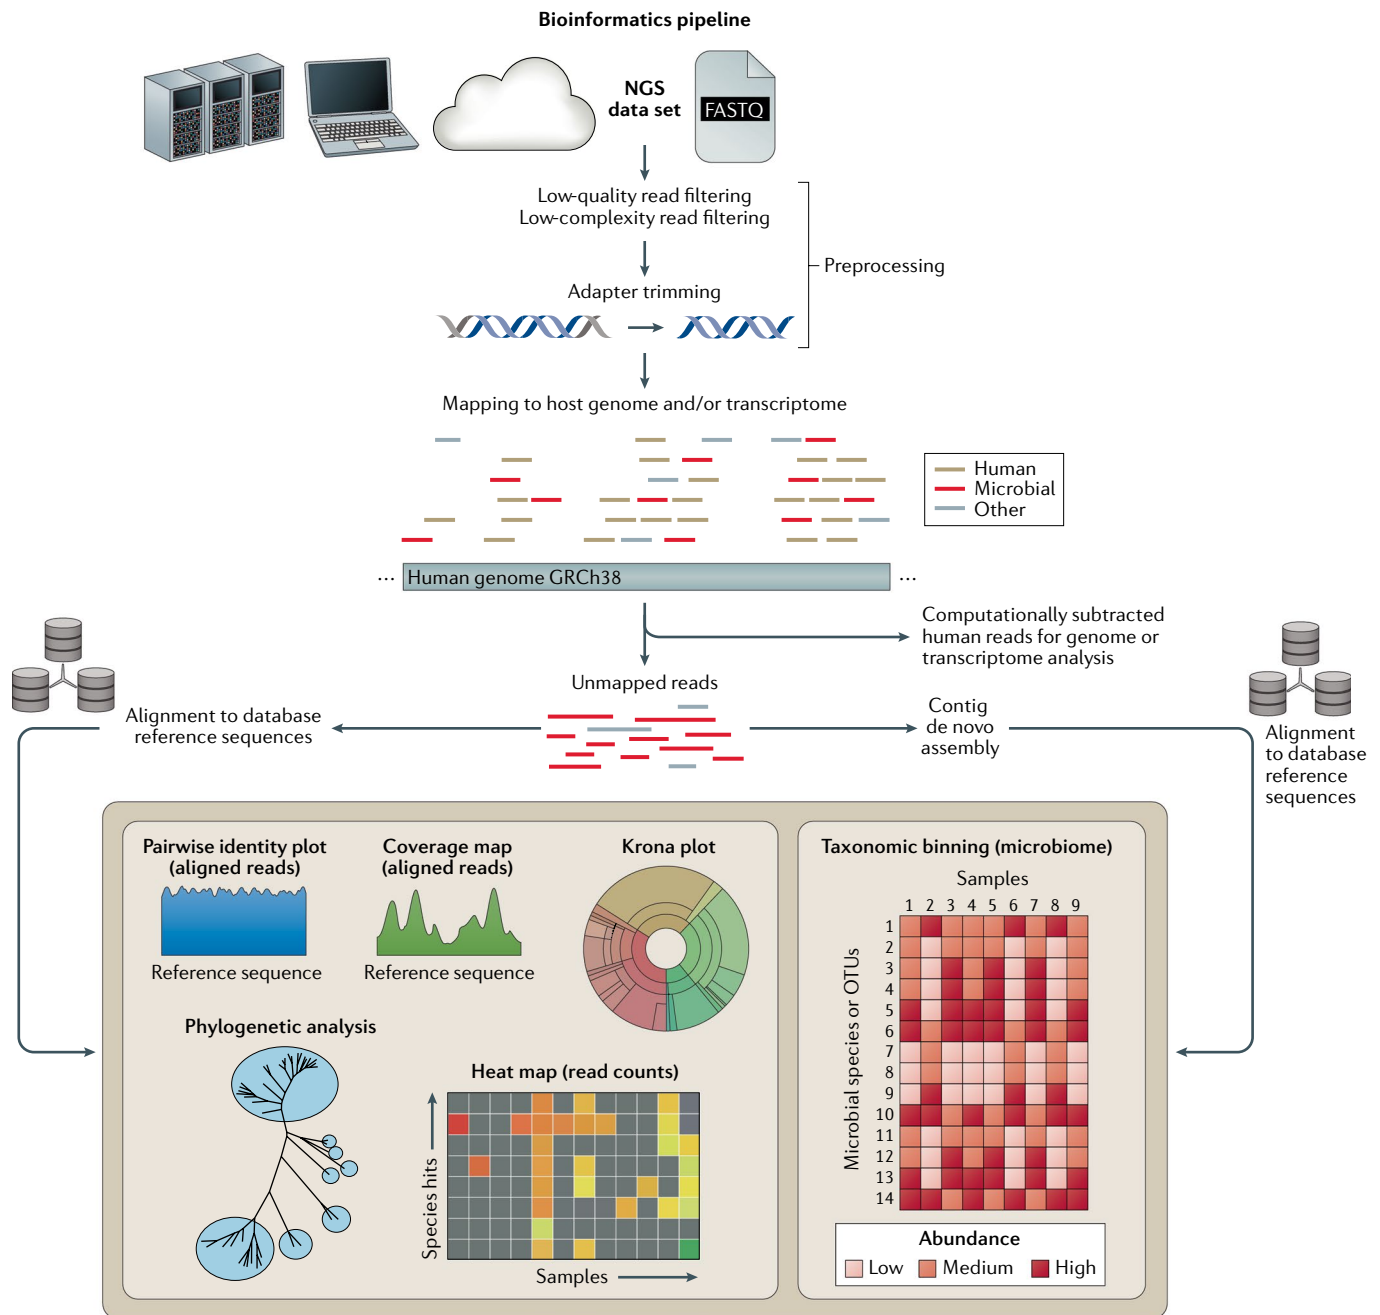 Bioinformatics pipeline
NGS
data set
FASTQ
Low-quality read filtering
Low-complexity read filtering
Preprocessing
Adapter trimming
Mapping to host genome and/or transcriptome
Human
Microbial
Other
... Human genome GRCh38 ...
Computationally subtracted
human reads for genome or
transcriptome analysis
Unmapped reads
Alignment to database
reference sequences
Contig
de novo
assembly
Alignment
to database
reference
sequences
Pairwise identity plot
(aligned reads)
Reference sequence
Coverage map
(aligned reads)
Reference sequence
Krona plot
Phylogenetic analysis
Heat map (read counts)
Species hits
Samples
Taxonomic binning (microbiome)
Samples
1 2 3 4 5 6 7 8 9
Microbial species or OTUs
1
2
3
4
5
6
7
8
9
10
11
12
13
14
Abundance
Low Medium High